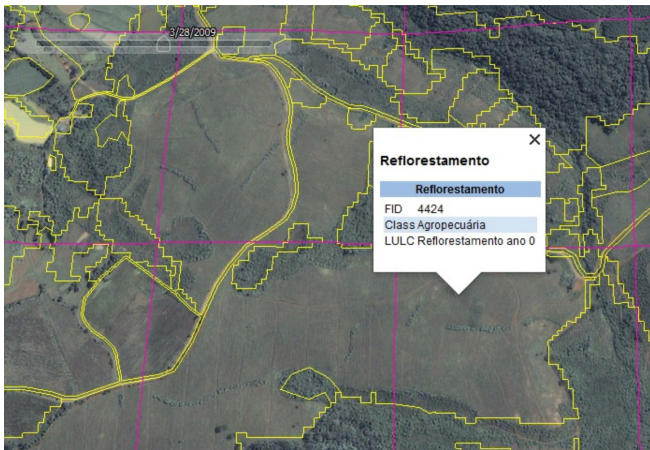 3/28/2009
Reflorestamento
Reflorestamento
FID 4424
Class Agropecuária
LULC Reflorestamento ano 0